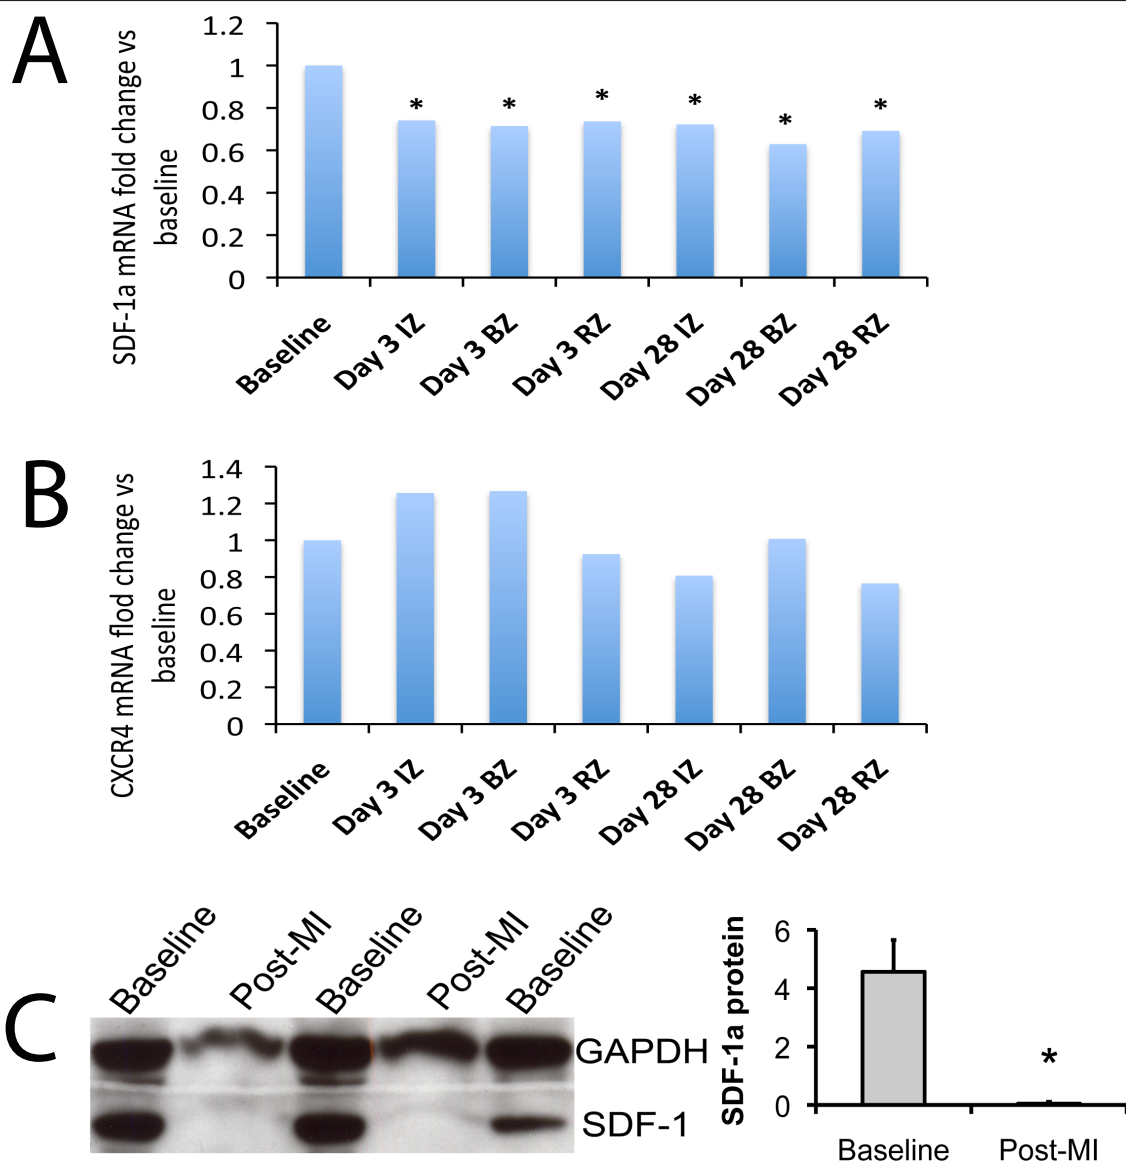 A
SDF-1a mRNA fold change vs
baseline
1.2
1
0.8
0.6
0.4
0.2
0
* * * * * *
Baseline
Day 3 IZ
Day 3 BZ
Day 3 RZ
Day 28 IZ
Day 28 BZ
Day 28 RZ
B
CXCR4 mRNA flod change vs
baseline
1.4
1.2
1
0.8
0.6
0.4
0.2
0
Baseline
Day 3 IZ
Day 3 BZ
Day 3 RZ
Day 28 IZ
Day 28 BZ
Day 28 RZ
C
Baseline
Post-MI
Baseline
Post-MI
Baseline
GAPDH
SDF-1
SDF-1a protein
6
4
2
0
*
Baseline
Post-MI